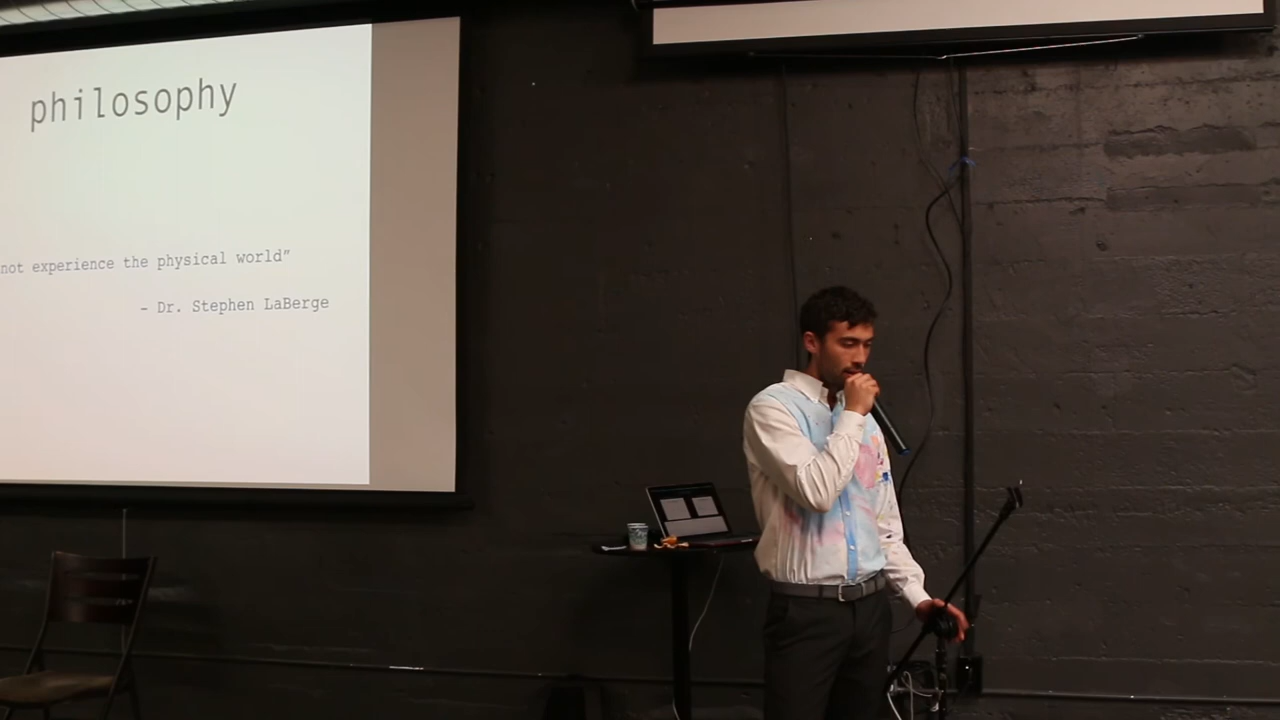 philosophy
not experience the physical world”
– Dr. Stephen LaBerge